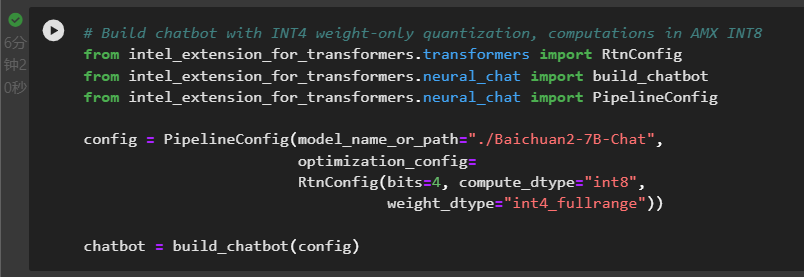 # Build chatbot with INT4 weight-only quantization, computations in AMX INT8
6分
钟2
0秒
from intel_extension_for_transformers.transformers import RtnConfig
from intel_extension_for_transformers.neural_chat import build_chatbot
from intel_extension_for_transformers.neural_chat import PipelineConfig
config = PipelineConfig(model_name_or_path="./Baichuan2-7B-Chat",
optimization_config=
RtnConfig(bits=4, compute_dtype="int8",
weight_dtype="int4_fullrange"))
chatbot = build_chatbot(config)